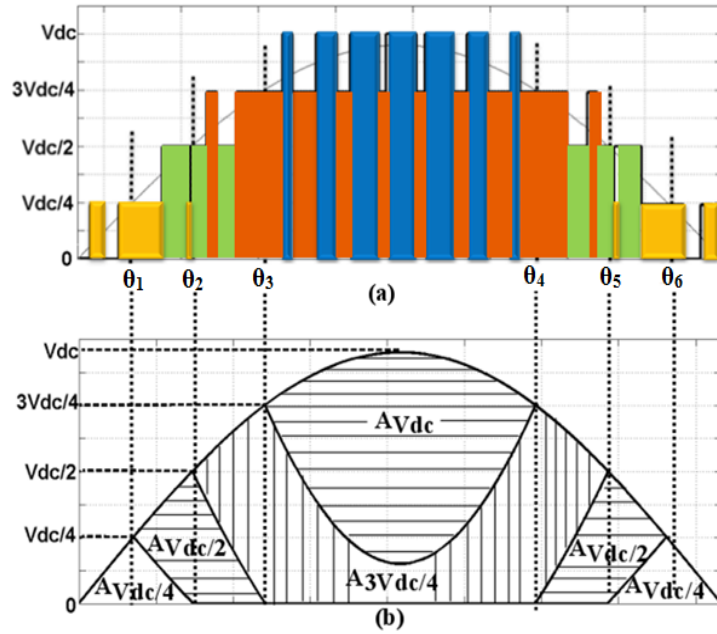 Vdc
3Vdc/4
Vdc/2
Vdc/4
0
θ1 θ2 θ3 θ4 θ5 θ6
(a)
Vdc
3Vdc/4
Vdc/2
Vdc/4
0
AVdc
AVdc/2 AVdc/2
AVdc/4 A3Vdc/4 AVdc/4
(b)